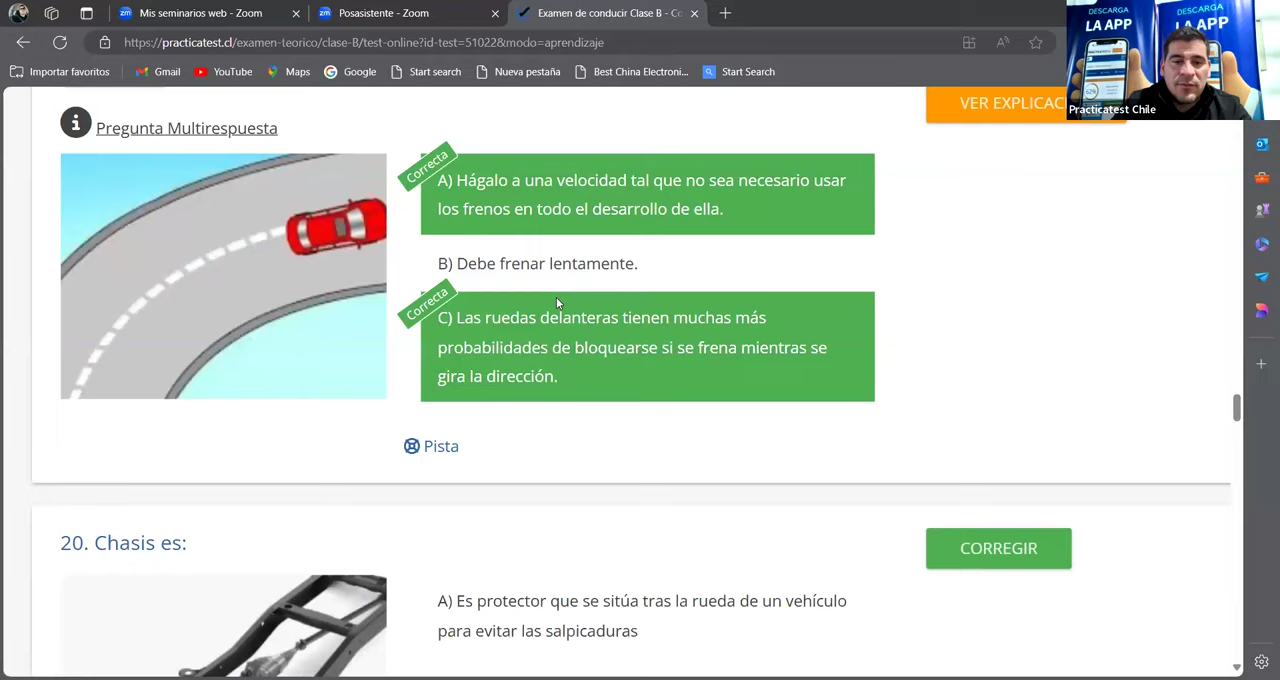 Mis seminarios web - Zoom
Posasistente - Zoom
Examen de conducir Clase B - Co
https://practicatest.cl/examen-teorico/clase-B/test-online?id-test=51022&modo=aprendizaje
Importar favoritos
Gmail
YouTube
Maps
Google
Start search
Nueva pestaña
Best China Electroni...
Start Search
DESCARGA
LA APP
DESCARGA
LA APP
Practicatest Chile
VER EXPLICAC
Pregunta Multirespuesta
Correcta
A) Hágalo a una velocidad tal que no sea necesario usar
los frenos en todo el desarrollo de ella.
B) Debe frenar lentamente.
Correcta
C) Las ruedas delanteras tienen muchas más
probabilidades de bloquearse si se frena mientras se
gira la dirección.
Pista
20. Chasis es:
CORREGIR
A) Es protector que se sitúa tras la rueda de un vehículo
para evitar las salpicaduras